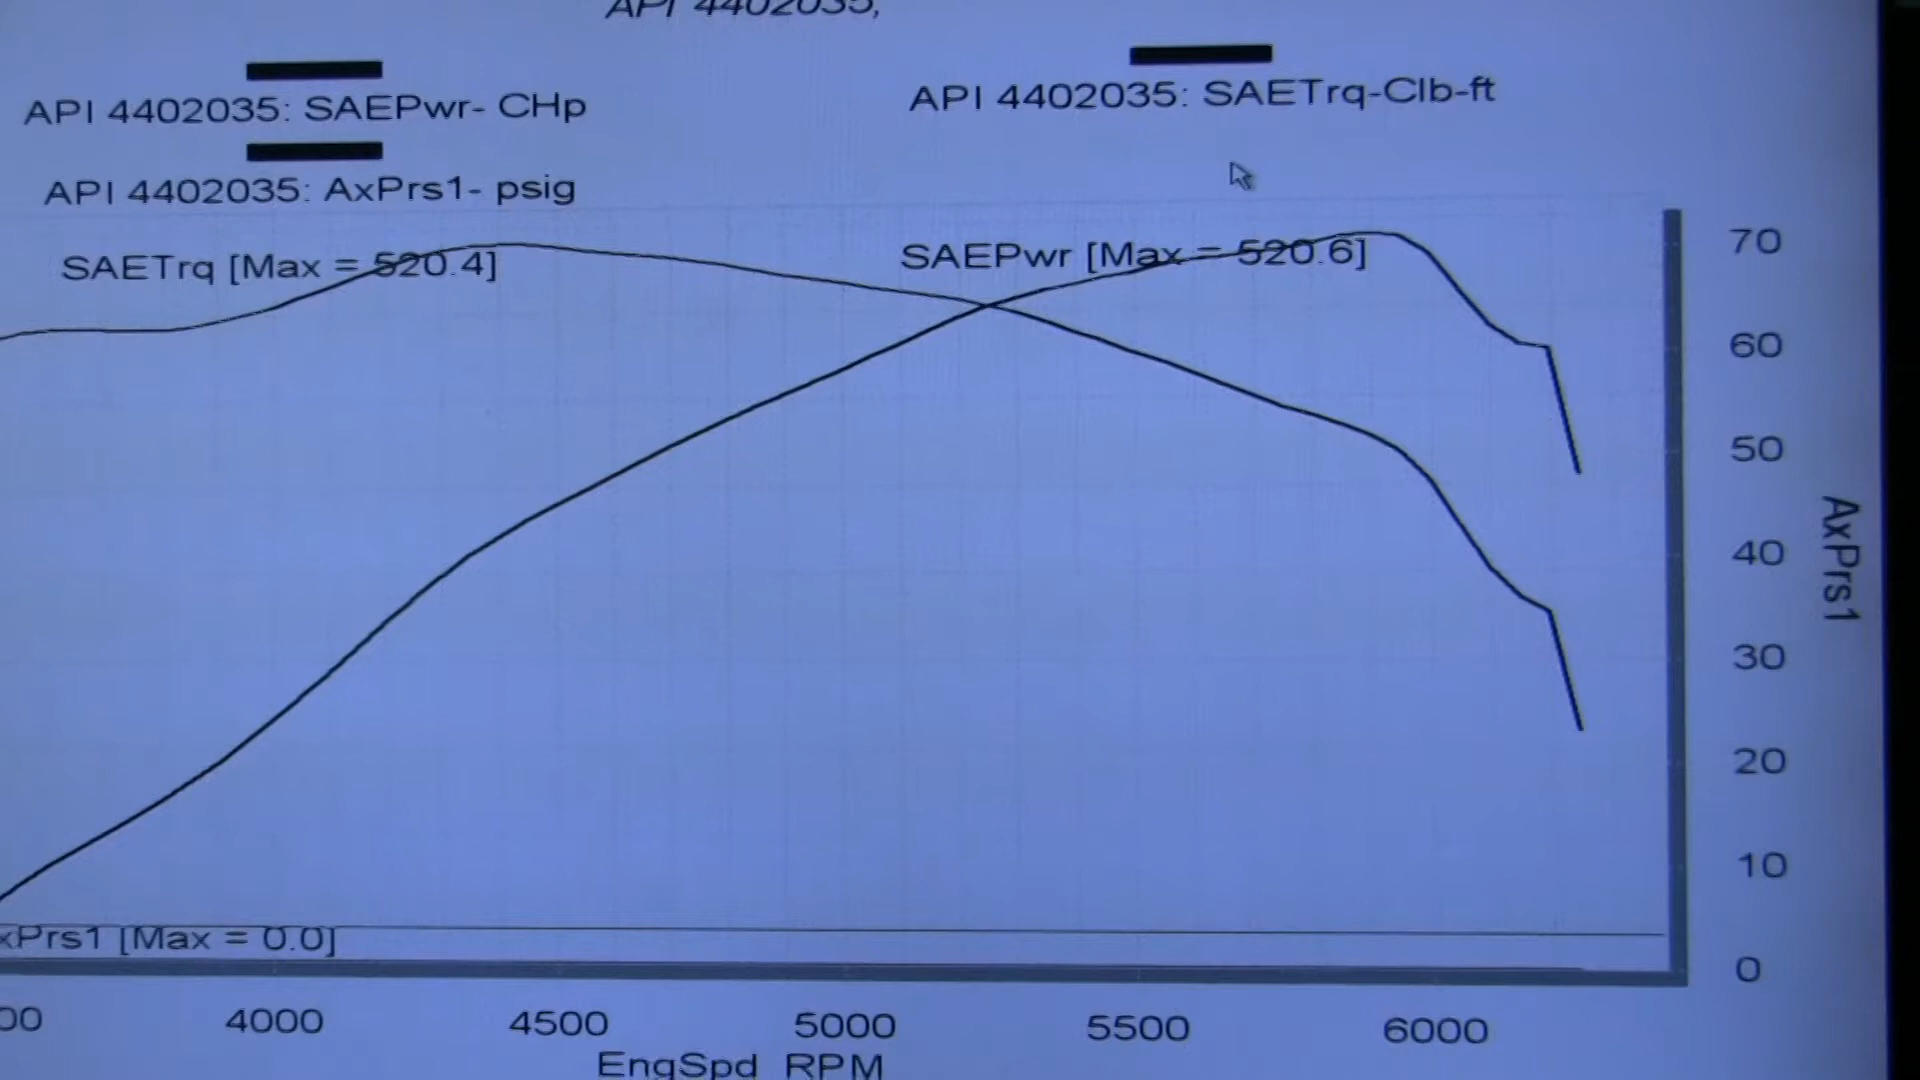 API 4402035,
API 4402035: SAEPwr- CHp
API 4402035: SAETrq-Clb-ft
API 4402035: AxPrs1- psig
SAETrq [Max = 520.4]
SAEPwr [Max = 520.6]
70
60
50
40
30
20
10
0
AxPrs1
xPrs1 [Max = 0.0]
00 4000 4500 5000 5500 6000
EngSpd RPM